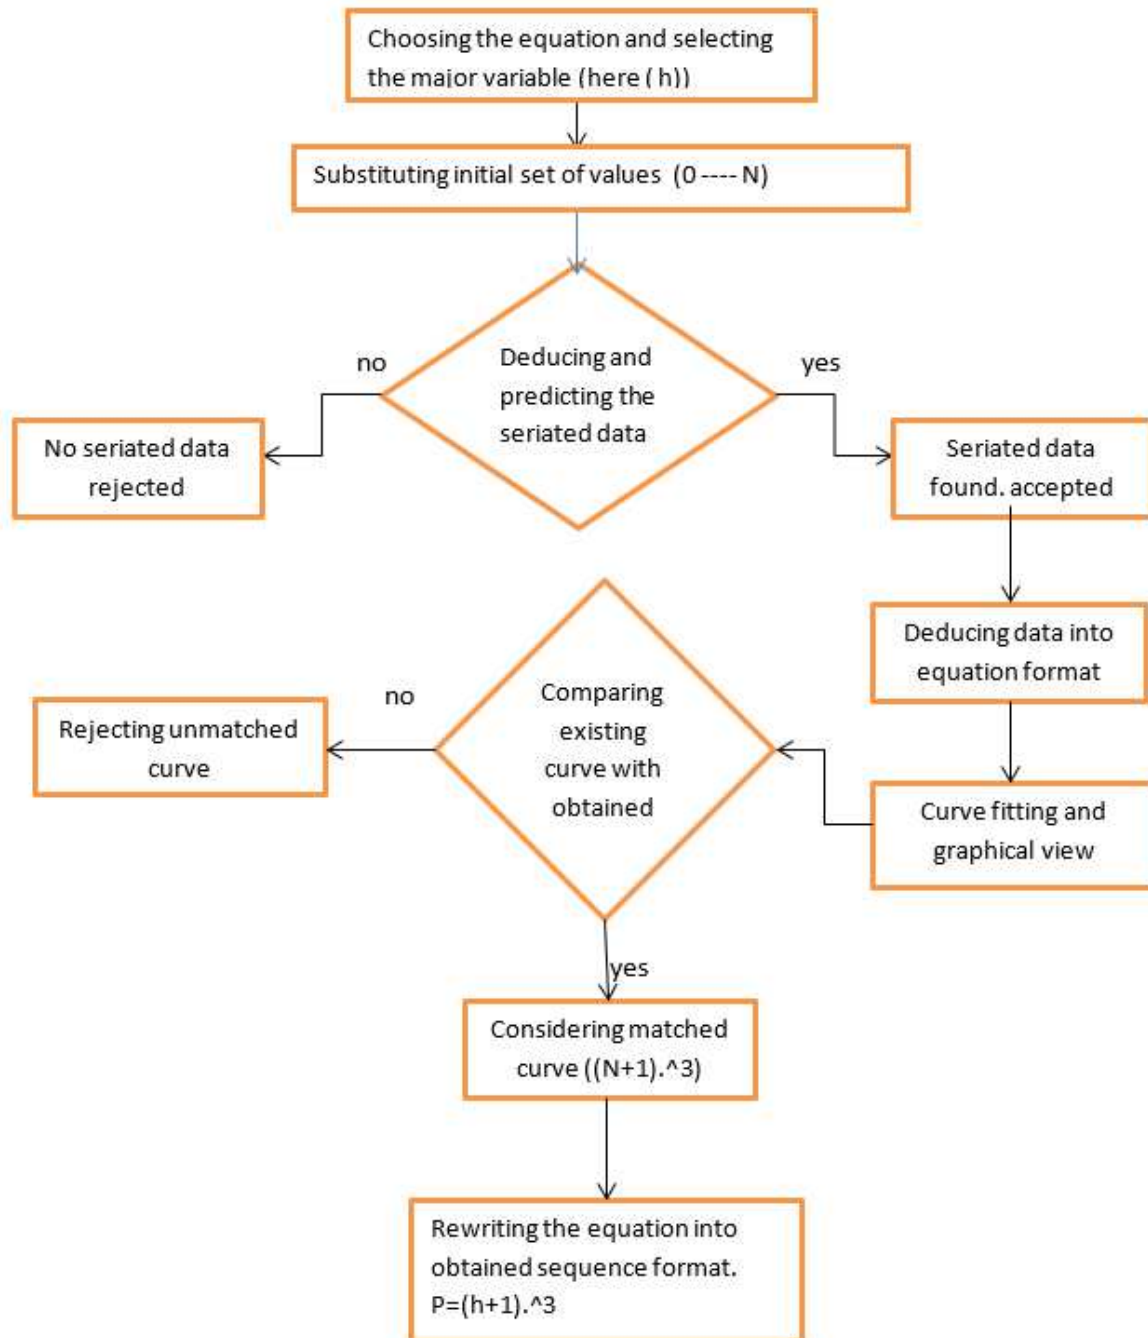 Choosing the equation and selecting
the major variable (here ( h))
Substituting initial set of values (0 ---- N)
no
Deducing and
predicting the
seriated data
yes
No seriated data
rejected
Seriated data
found. accepted
Deducing data into
equation format
no
Comparing
existing
curve with
obtained
Rejecting unmatched
curve
Curve fitting and
graphical view
yes
Considering matched
curve ((N+1).^3)
Rewriting the equation into
obtained sequence format.
P=(h+1).^3